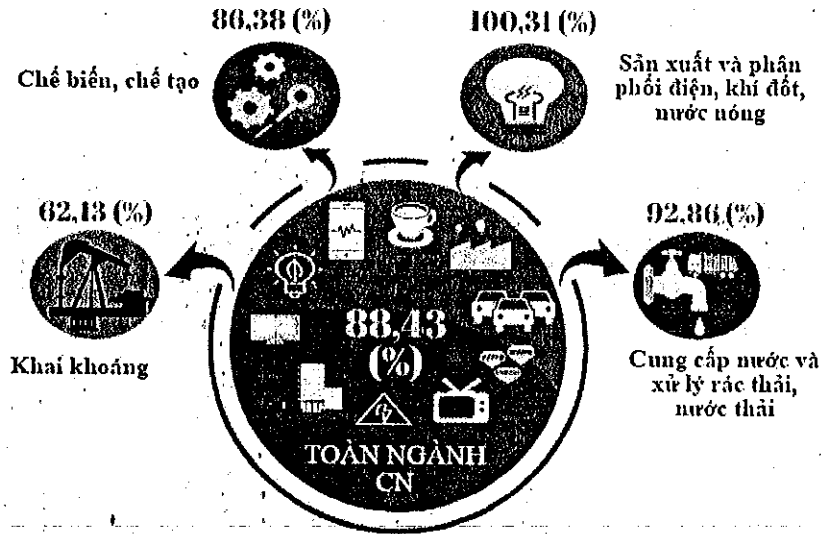 86,38 (%)
Chế biến, chế tạo
100,31 (%)
Sản xuất và phân
phối điện, khí đốt,
nước nóng
62,13 (%)
Khai khoáng
92,86 (%)
Cung cấp nước và
xử lý rác thải,
nước thải
88,43
(%)
TOÀN NGÀNH
CN